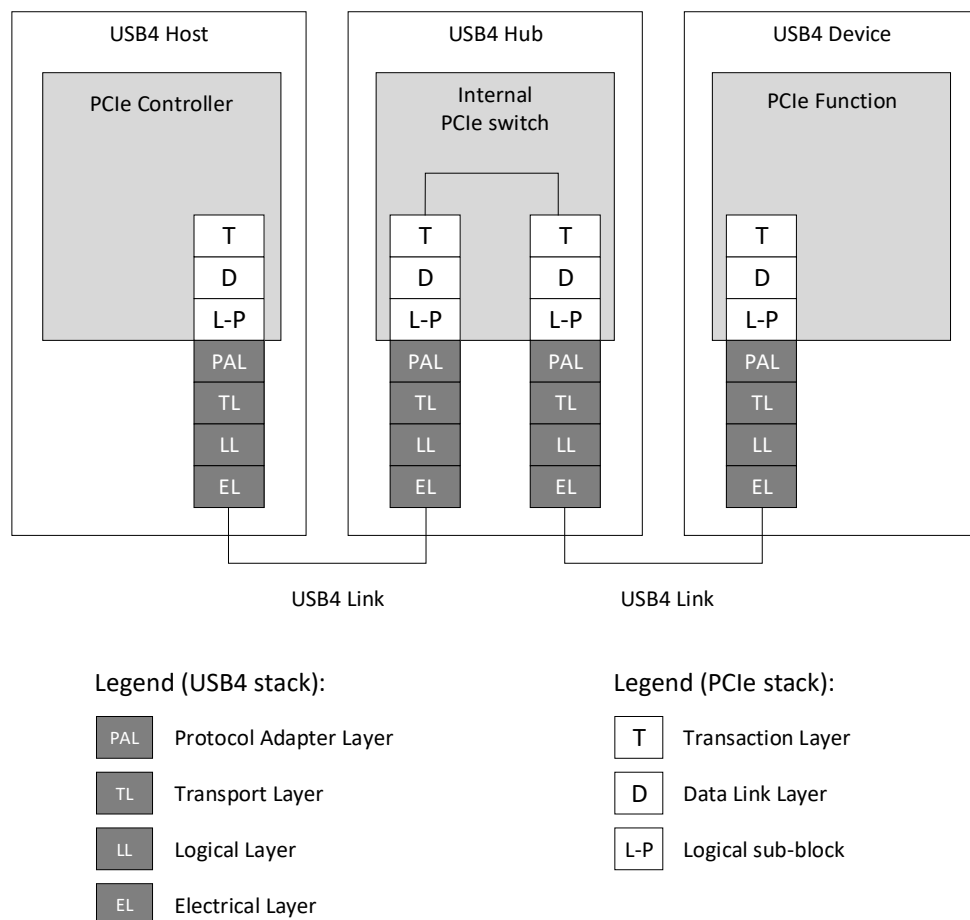 USB4 Host
USB4 Hub
USB4 Device
PCIe Controller
Internal
PCIe switch
PCIe Function
T
T
T
T
D
D
D
D
L-P
L-P
L-P
L-P
PAL
PAL
PAL
PAL
TL
TL
TL
TL
LL
LL
LL
LL
EL
EL
EL
EL
USB4 Link
USB4 Link
Legend (USB4 stack):
PAL
Protocol Adapter Layer
TL
Transport Layer
LL
Logical Layer
EL
Electrical Layer
Legend (PCIe stack):
T
Transaction Layer
D
Data Link Layer
L-P
Logical sub-block